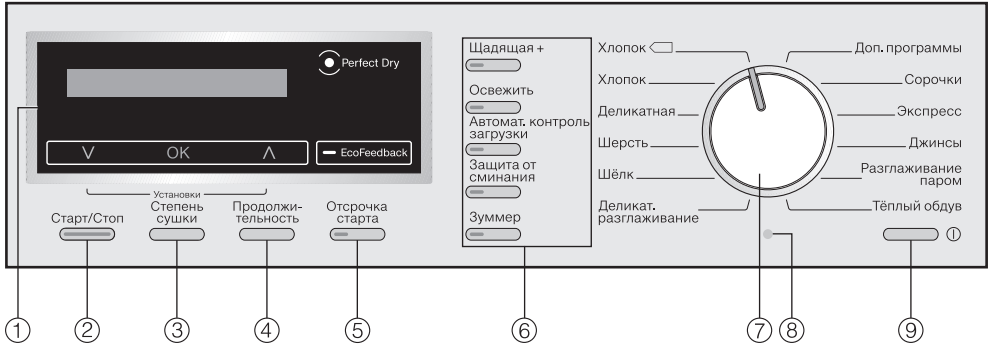 Perfect Dry
OK
EcoFeedback
Установки
Старт/Стоп
Степень
сушки
Продолжи-
тельность
Отсрочка
старта
Щадящая +
Освежить
Автомат. контроль
загрузки
Защита от
сминания
Зуммер
Хлопок
Хлопок
Деликатная
Шерсть
Шёлк
Деликат.
разглаживание
Доп. программы
Сорочки
Экспресс
Джинсы
Разглаживание
паром
Тёплый обдув
1
2
3
4
5
6
7
8
9